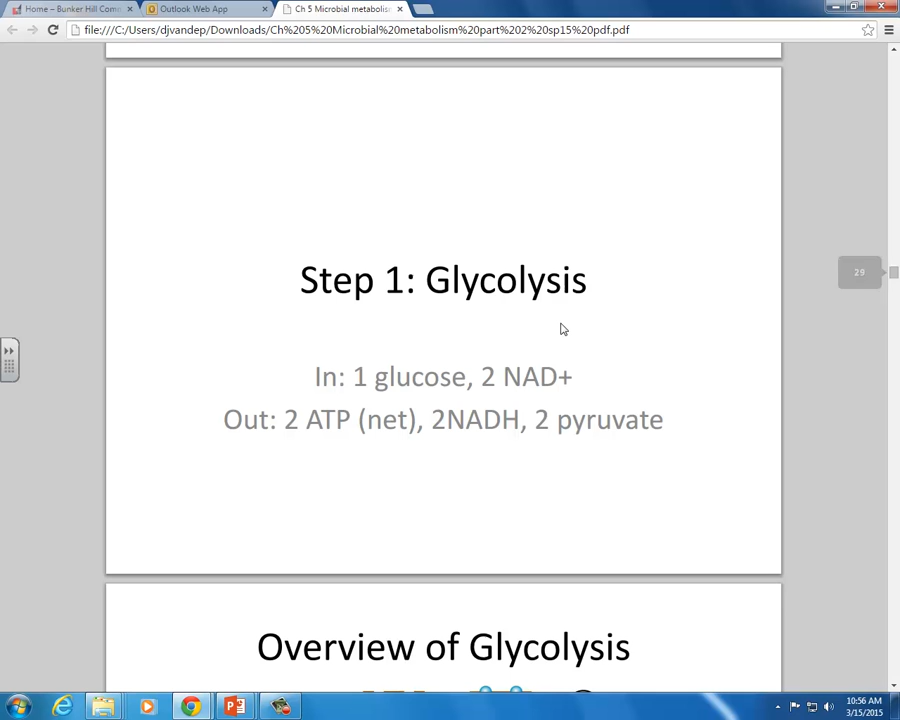 Home – Bunker Hill Comm
Outlook Web App
Ch 5 Microbial metabolis
file:///C:/Users/djvandep/Downloads/Ch%205%20Microbial%20metabolism%20part%202%20sp15%20pdf.pdf
Step 1: Glycolysis
29
In: 1 glucose, 2 NAD+
Out: 2 ATP (net), 2NADH, 2 pyruvate
Overview of Glycolysis
10:56 AM
3/15/2015